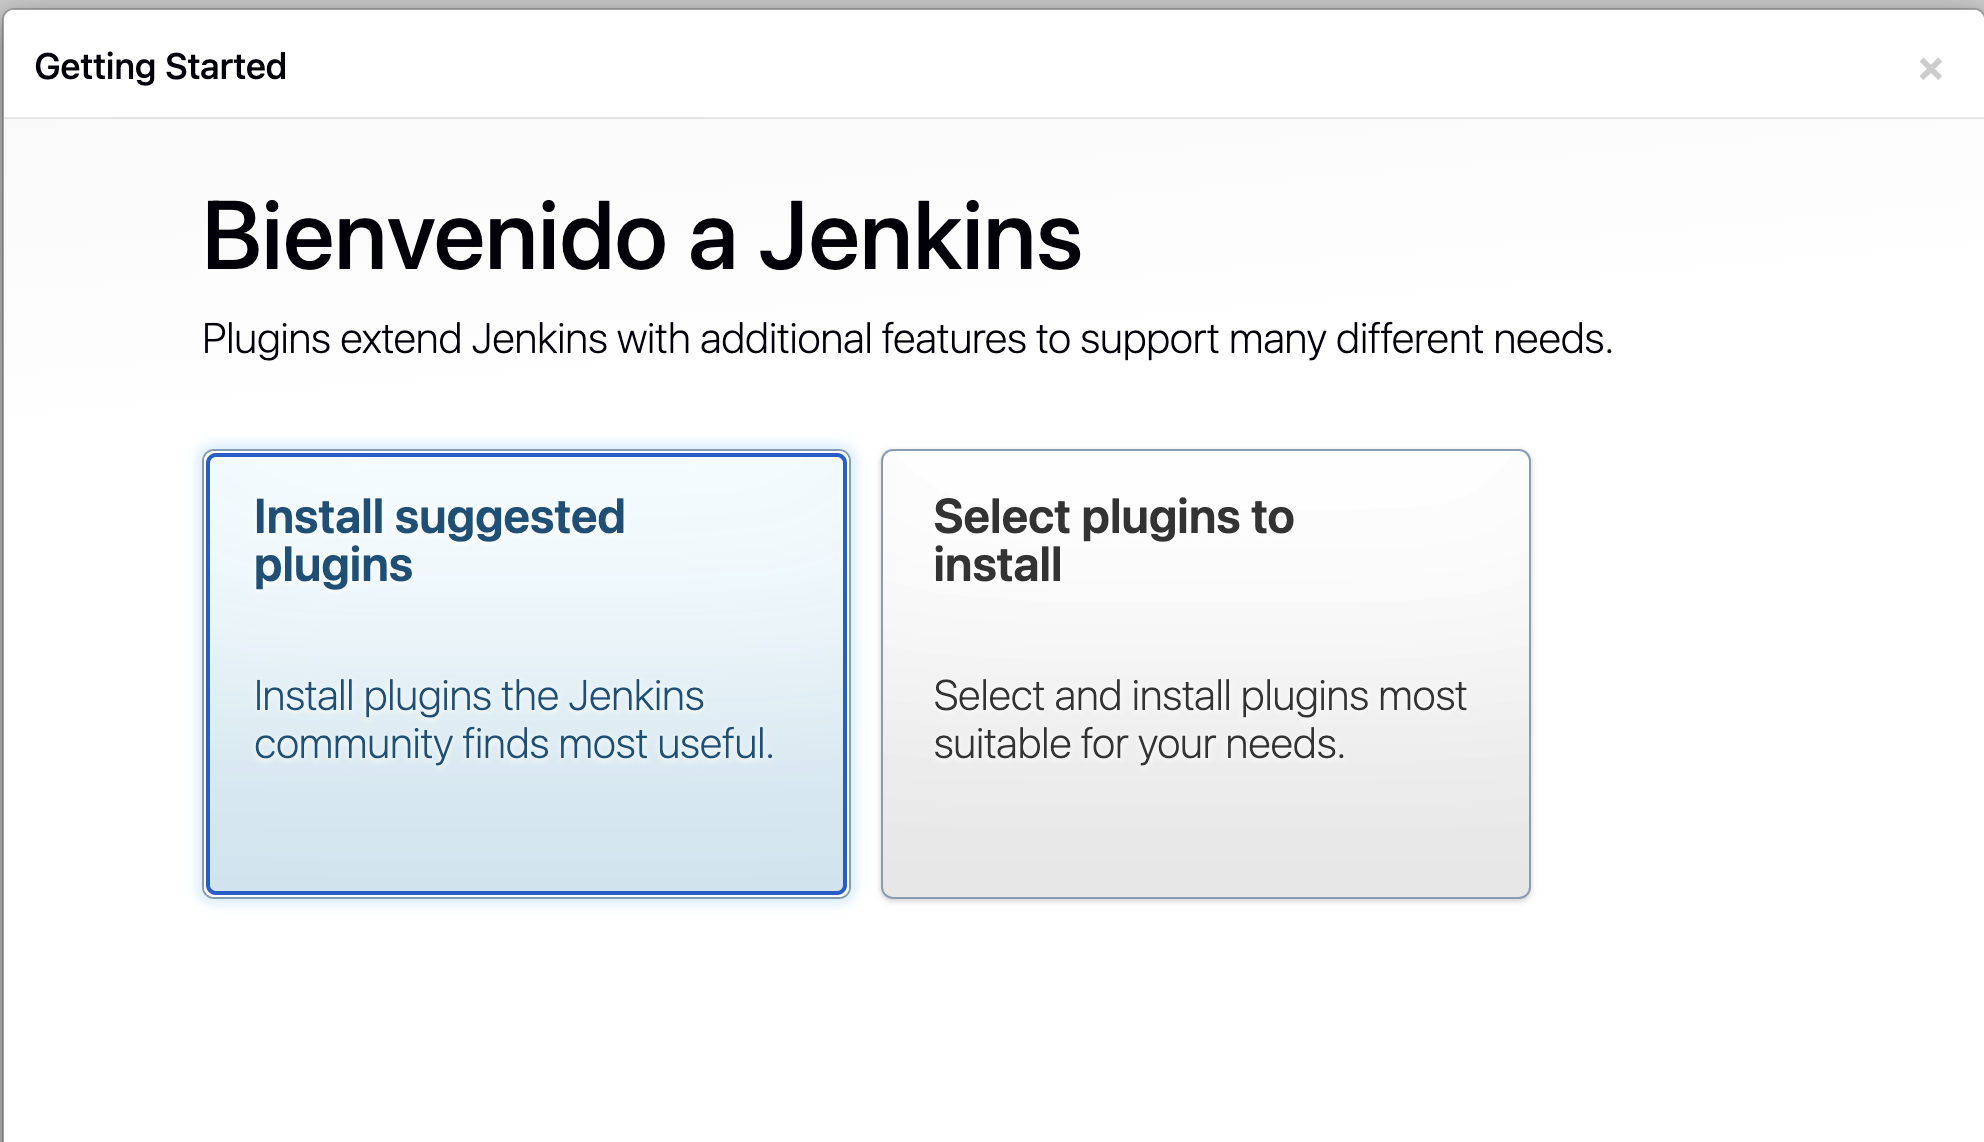 Getting Started
Bienvenido a Jenkins
Plugins extend Jenkins with additional features to support many different needs.
Install suggested
plugins
Install plugins the Jenkins
community finds most useful.
Select plugins to
install
Select and install plugins most
suitable for your needs.